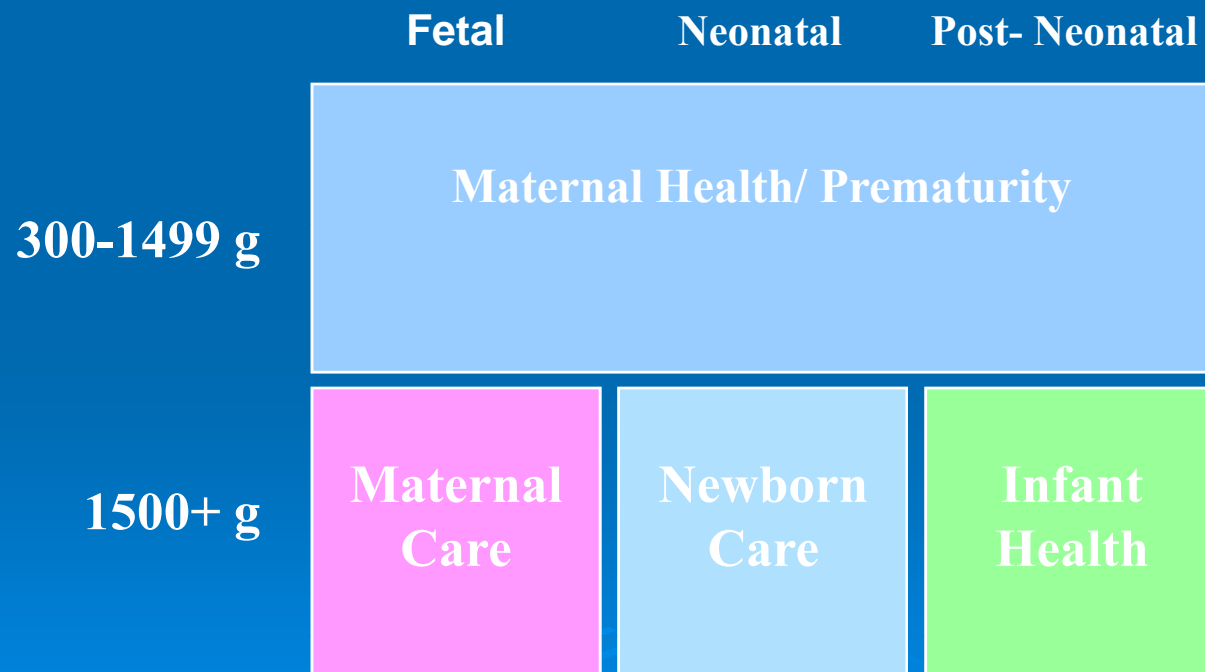 Fetal Neonatal Post- Neonatal
Maternal Health/ Prematurity
300-1499 g
Maternal Newborn Infant
1500+ g
Care Care Health